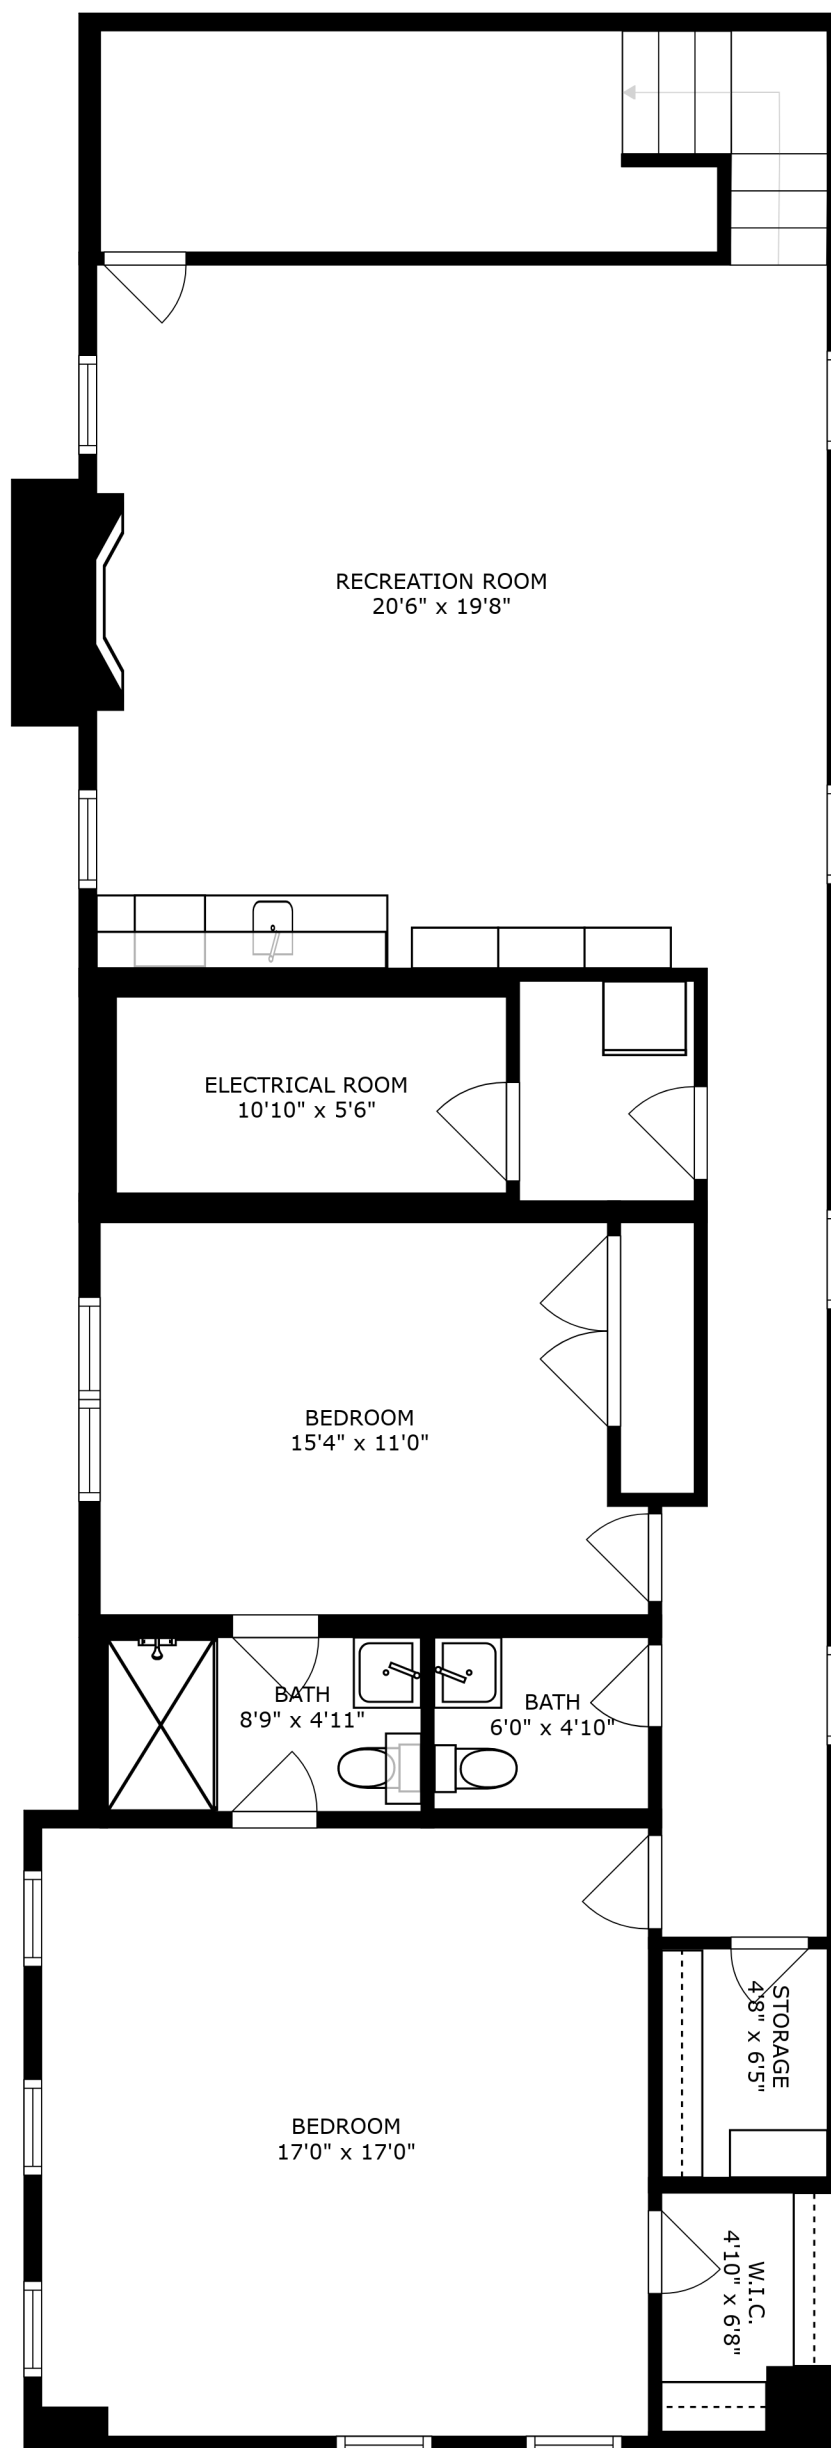 RECREATION ROOM
20'6" x 19'8"
ELECTRICAL ROOM
10'10" x 5'6"
BEDROOM
15'4" x 11'0"
BATH
8'9" x 4'11"
BATH
6'0" x 4'10"
STORAGE
4'8" x 6'5"
BEDROOM
17'0" x 17'0"
W.I.C.
4'10" x 6'8"